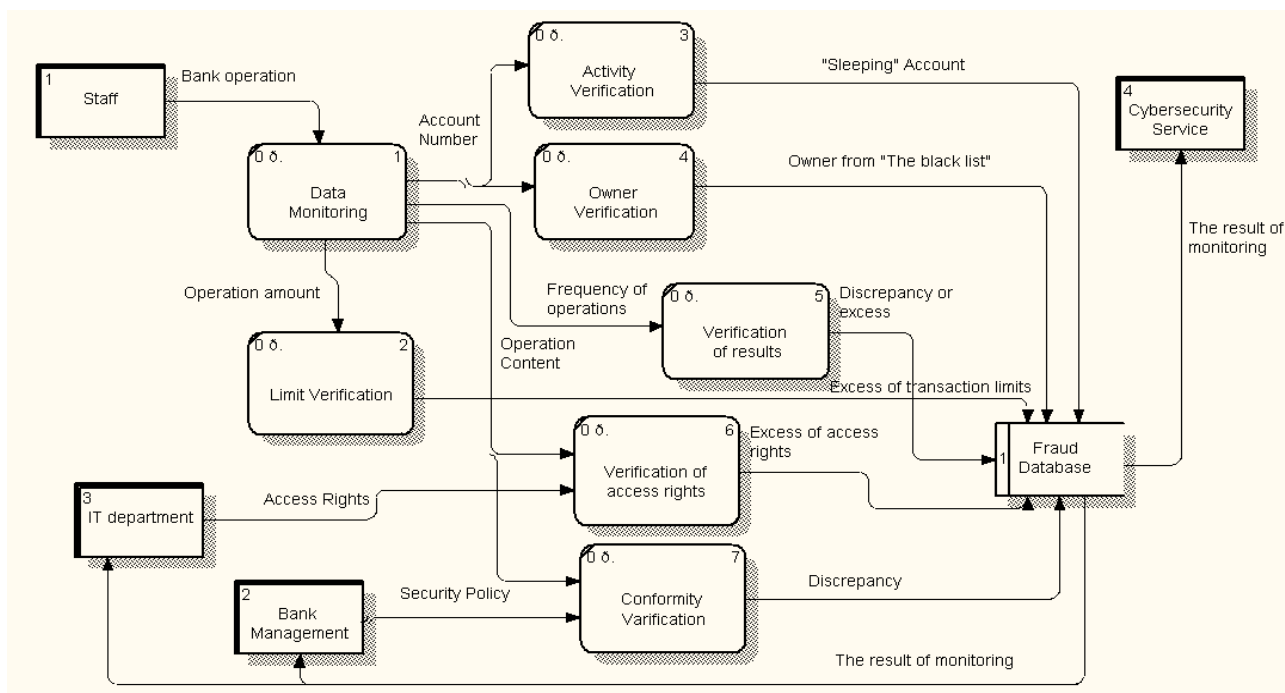 1
Staff
Bank operation
Account
Number
0 ð.
3
Activity
Verification
"Sleeping" Account
4
Cybersecurity
Service
0 ð.
1
Data
Monitoring
0 ð.
4
Owner
Verification
Owner from "The black list"
The result of
monitoring
Operation amount
Frequency of
operations
0 ð.
5
Verification
of results
Discrepancy or
excess
0 ð.
2
Limit Verification
Operation
Content
Excess of transaction limits
0 ð.
6
Verification of
access rights
Excess of access
rights
1
Fraud
Database
3
IT department
Access Rights
2
Bank
Management
Security Policy
0 ð.
7
Conformity
Varification
Discrepancy
The result of monitoring